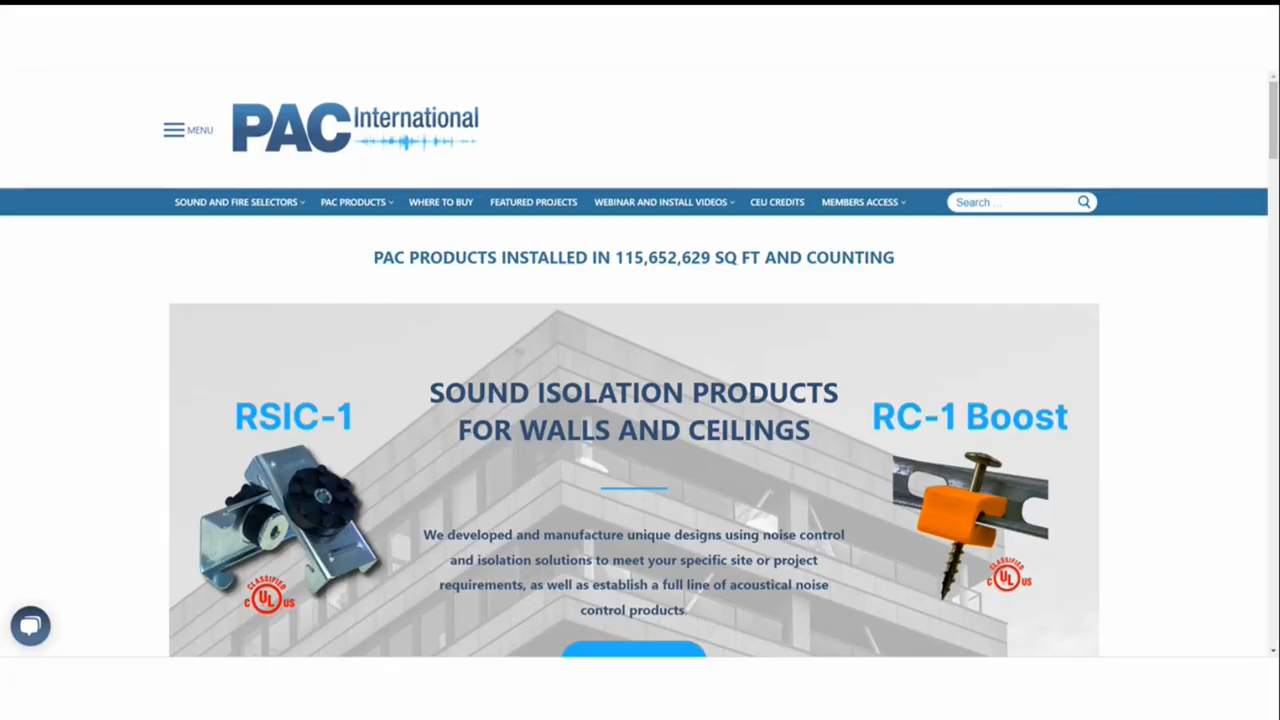 MENU
PAC International
SOUND AND FIRE SELECTORS
PAC PRODUCTS
WHERE TO BUY
FEATURED PROJECTS
WEBINAR AND INSTALL VIDEOS
CEU CREDITS
MEMBERS ACCESS
Search ...
PAC PRODUCTS INSTALLED IN 115,652,629 SQ FT AND COUNTING
SOUND ISOLATION PRODUCTS
FOR WALLS AND CEILINGS
RSIC-1
RC-1 Boost
We developed and manufacture unique designs using noise control
and isolation solutions to meet your specific site or project
requirements, as well as establish a full line of acoustical noise
control products.
CLASSIFIED
C UL US
CLASSIFIED
C UL US